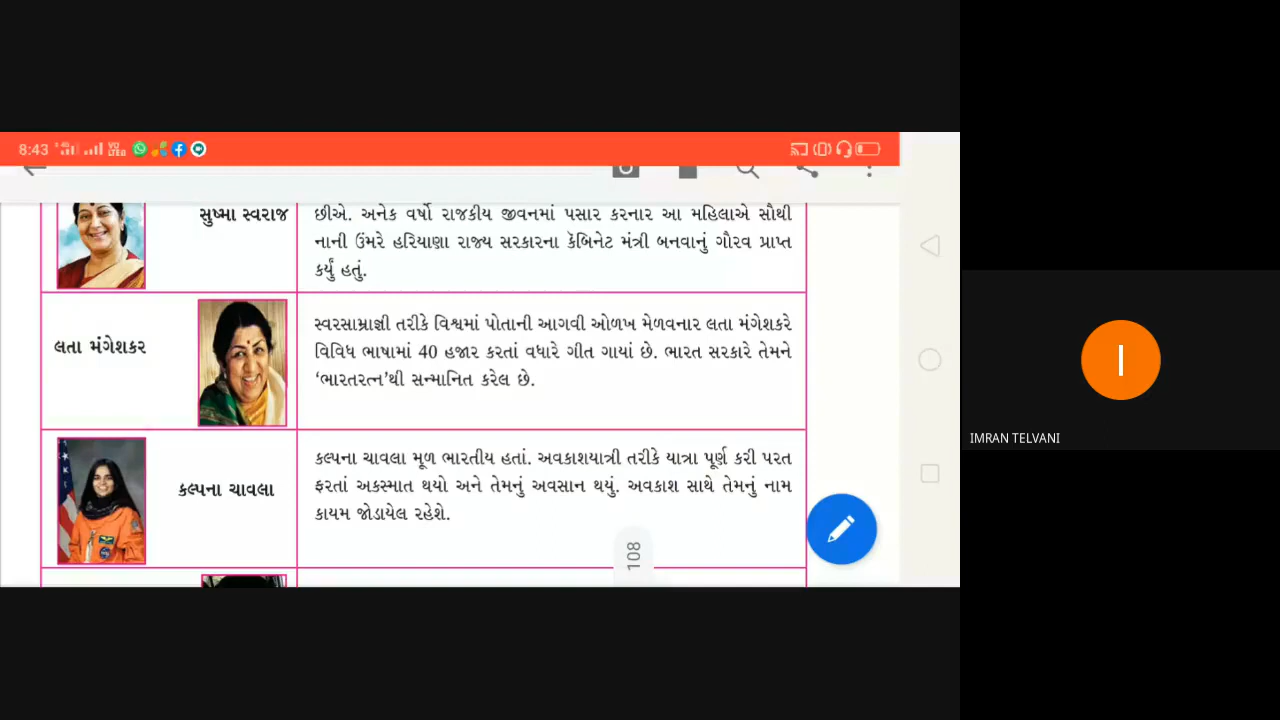 8:43
સુષ્મા સ્વરાજ
છીએ. અનેક વર્ષો રાજકીય જીવનમાં પસાર કરનાર આ મહિલાએ સૌથી
નાની ઉંમરે હરિયાણા રાજ્ય સરકારના કૅબિનેટ મંત્રી બનવાનું ગૌરવ પ્રાપ્ત
કર્યું હતું.
લતા મંગેશકર
સ્વરસામ્રાજ્ઞી તરીકે વિશ્વમાં પોતાની આગવી ઓળખ મેળવનાર લતા મંગેશકરે
વિવિધ ભાષામાં 40 હજાર કરતાં વધારે ગીત ગાયાં છે. ભારત સરકારે તેમને
‘ભારતરત્ન’થી સન્માનિત કરેલ છે.
કલ્પના ચાવલા
કલ્પના ચાવલા મૂળ ભારતીય હતાં. અવકાશયાત્રી તરીકે યાત્રા પૂર્ણ કરી પરત
ફરતાં અકસ્માત થયો અને તેમનું અવસાન થયું. અવકાશ સાથે તેમનું નામ
કાયમ જોડાયેલ રહેશે.
108
I
IMRAN TELVANI